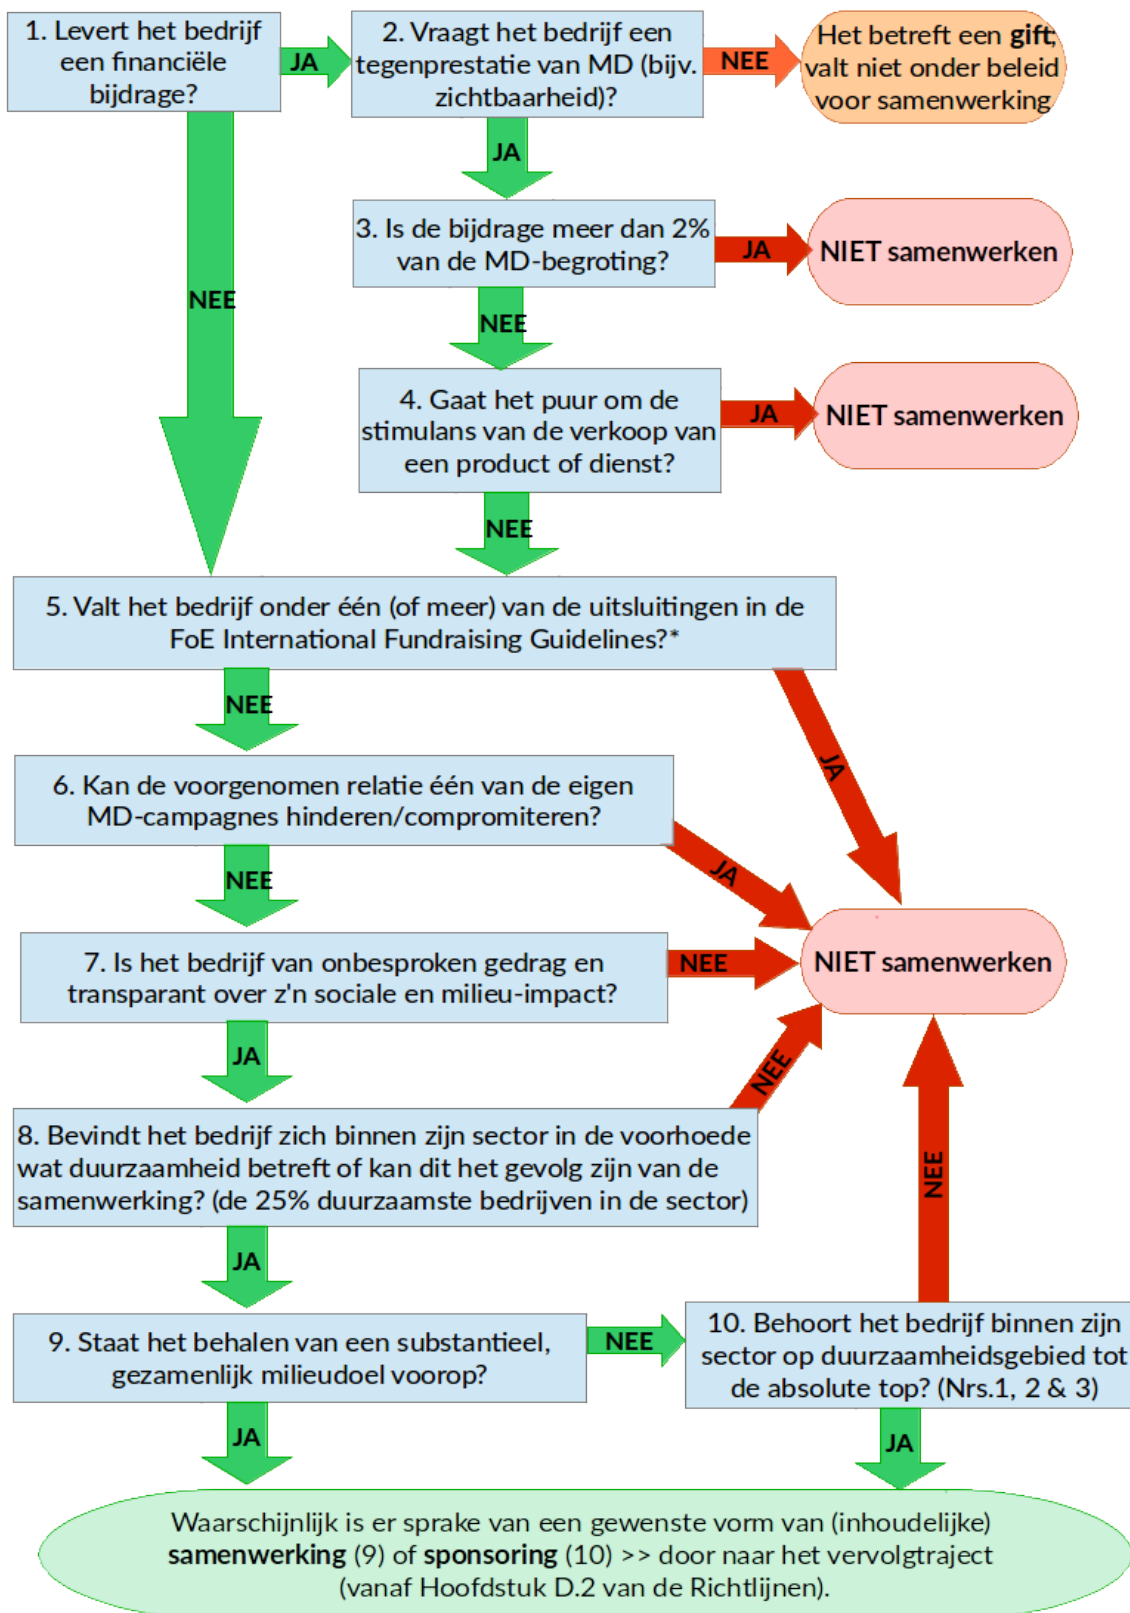 1. Levert het bedrijf
een financiële
bijdrage?
JA
2. Vraagt het bedrijf een
tegenprestatie van MD (bijv.
zichtbaarheid)?
NEE
Het betreft een gift;
valt niet onder beleid
voor samenwerking
JA
3. Is de bijdrage meer dan 2%
van de MD-begroting?
JA
NIET samenwerken
NEE
NEE
4. Gaat het puur om de
stimulans van de verkoop van
een product of dienst?
JA
NIET samenwerken
NEE
5. Valt het bedrijf onder één (of meer) van de uitsluitingen in de
FoE International Fundraising Guidelines?*
NEE
JA
6. Kan de voorgenomen relatie één van de eigen
MD-campagnes hinderen/compromiteren?
JA
NEE
7. Is het bedrijf van onbesproken gedrag en
transparant over z'n sociale en milieu-impact?
NEE
NIET samenwerken
JA
NEE
8. Bevindt het bedrijf zich binnen zijn sector in de voorhoede
wat duurzaamheid betreft of kan dit het gevolg zijn van de
samenwerking? (de 25% duurzaamste bedrijven in de sector)
NEE
JA
9. Staat het behalen van een substantieel,
gezamenlijk milieudoel voorop?
NEE
10. Behoort het bedrijf binnen zijn
sector op duurzaamheidsgebied tot
de absolute top? (Nrs.1, 2 & 3)
JA
JA
Waarschijnlijk is er sprake van een gewenste vorm van (inhoudelijke)
samenwerking (9) of sponsoring (10) >> door naar het vervolgtraject
(vanaf Hoofdstuk D.2 van de Richtlijnen).